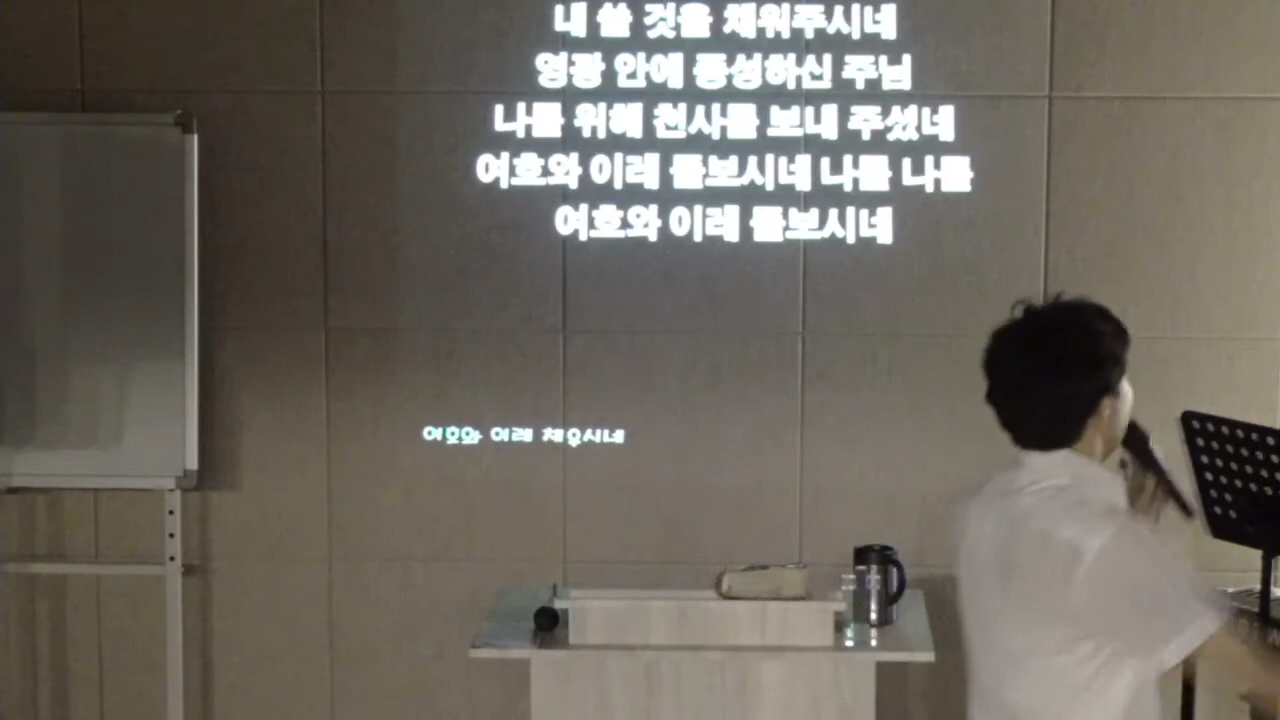 내 쓸 것을 채워주시네
영광 안에 풍성하신 주님
나를 위해 천사를 보내 주셨네
여호와 이레 돌보시네 나를 나를
여호와 이레 돌보시네
여호와 이레 채우시네